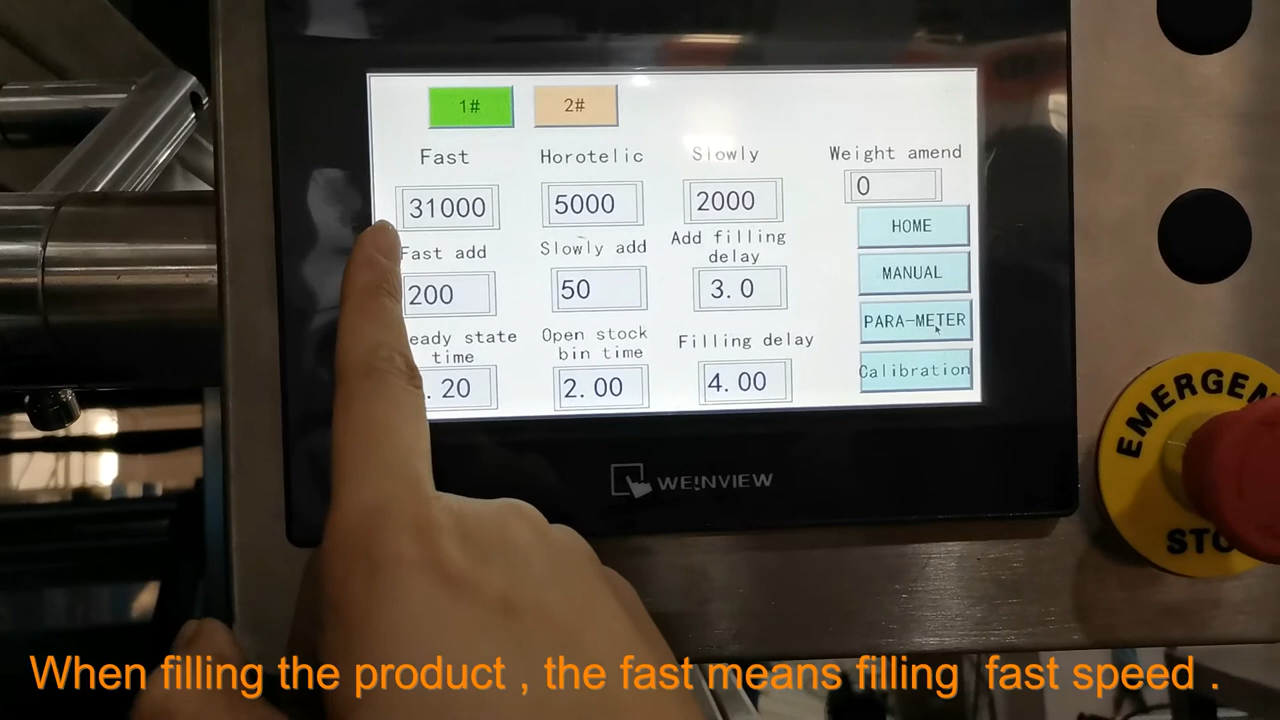 1# 2#
Fast Horotelic Slowly Weight amend
31000 5000 2000 0
Fast add Slowly add Add filling
delay
200 50 3.0
HOME
MANUAL
PARA-METER
Calibration
eady state Open stock Filling delay
time bin time
. 20 2.00 4.00
WEINVIEW
EMERGEN
STO
When filling the product , the fast means filling fast speed .